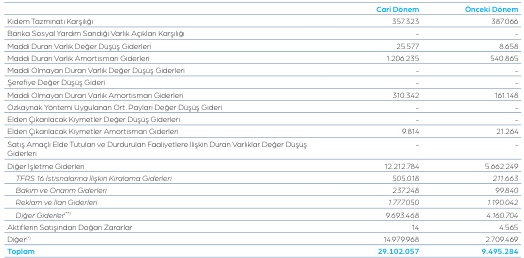 Cari Dönem Önceki Dönem
Kıdem Tazminatı Karşılığı 357.323 387.066
Banka Sosyal Yardım Sandığı Varlık Açıkları Karşılığı - -
Maddi Duran Varlık Değer Düşüş Giderleri 25.577 8.658
Maddi Duran Varlık Amortisman Giderleri 1.206.235 540.865
Maddi Olmayan Duran Varlık Değer Düşüş Giderleri - -
Şerefiye Değer Düşüş Gideri - -
Maddi Olmayan Duran Varlık Amortisman Giderleri 310.342 161.148
Özkaynak Yöntemi Uygulanan Ort. Payları Değer Düşüş Gideri - -
Elden Çıkarılacak Kıymetler Değer Düşüş Giderleri - -
Elden Çıkarılacak Kıymetler Amortisman Giderleri 9.814 21.264
Satış Amaçlı Elde Tutulan ve Durdurulan Faaliyetlere İlişkin Duran Varlıklar Değer Düşüş - -
Giderleri
Diğer İşletme Giderleri 12.212.784 5.662.249
TFRS 16 İstisnalarına İlişkin Kiralama Giderleri 505.018 211.663
Bakım ve Onarım Giderleri 237.248 99.840
Reklam ve İlan Giderleri 1.777.050 1.190.042
Diğer Giderler(**) 9.693.468 4.160.704
Aktiflerin Satışından Doğan Zararlar 14 4.565
Diğer(*) 14.979.968 2.709.469
Toplam 29.102.057 9.495.284